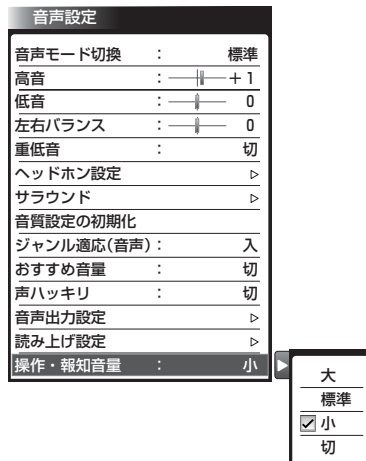 音声設定
音声モード切換 : 標準
高音 : +1
低音 : 0
左右バランス : 0
重低音 : 切
ヘッドホン設定
サラウンド
音質設定の初期化
ジャンル適応(音声) : 入
おすすめ音量 : 切
声ハッキリ : 切
音声出力設定
読み上げ設定
操作・報知音量 : 小
大
標準
小
切